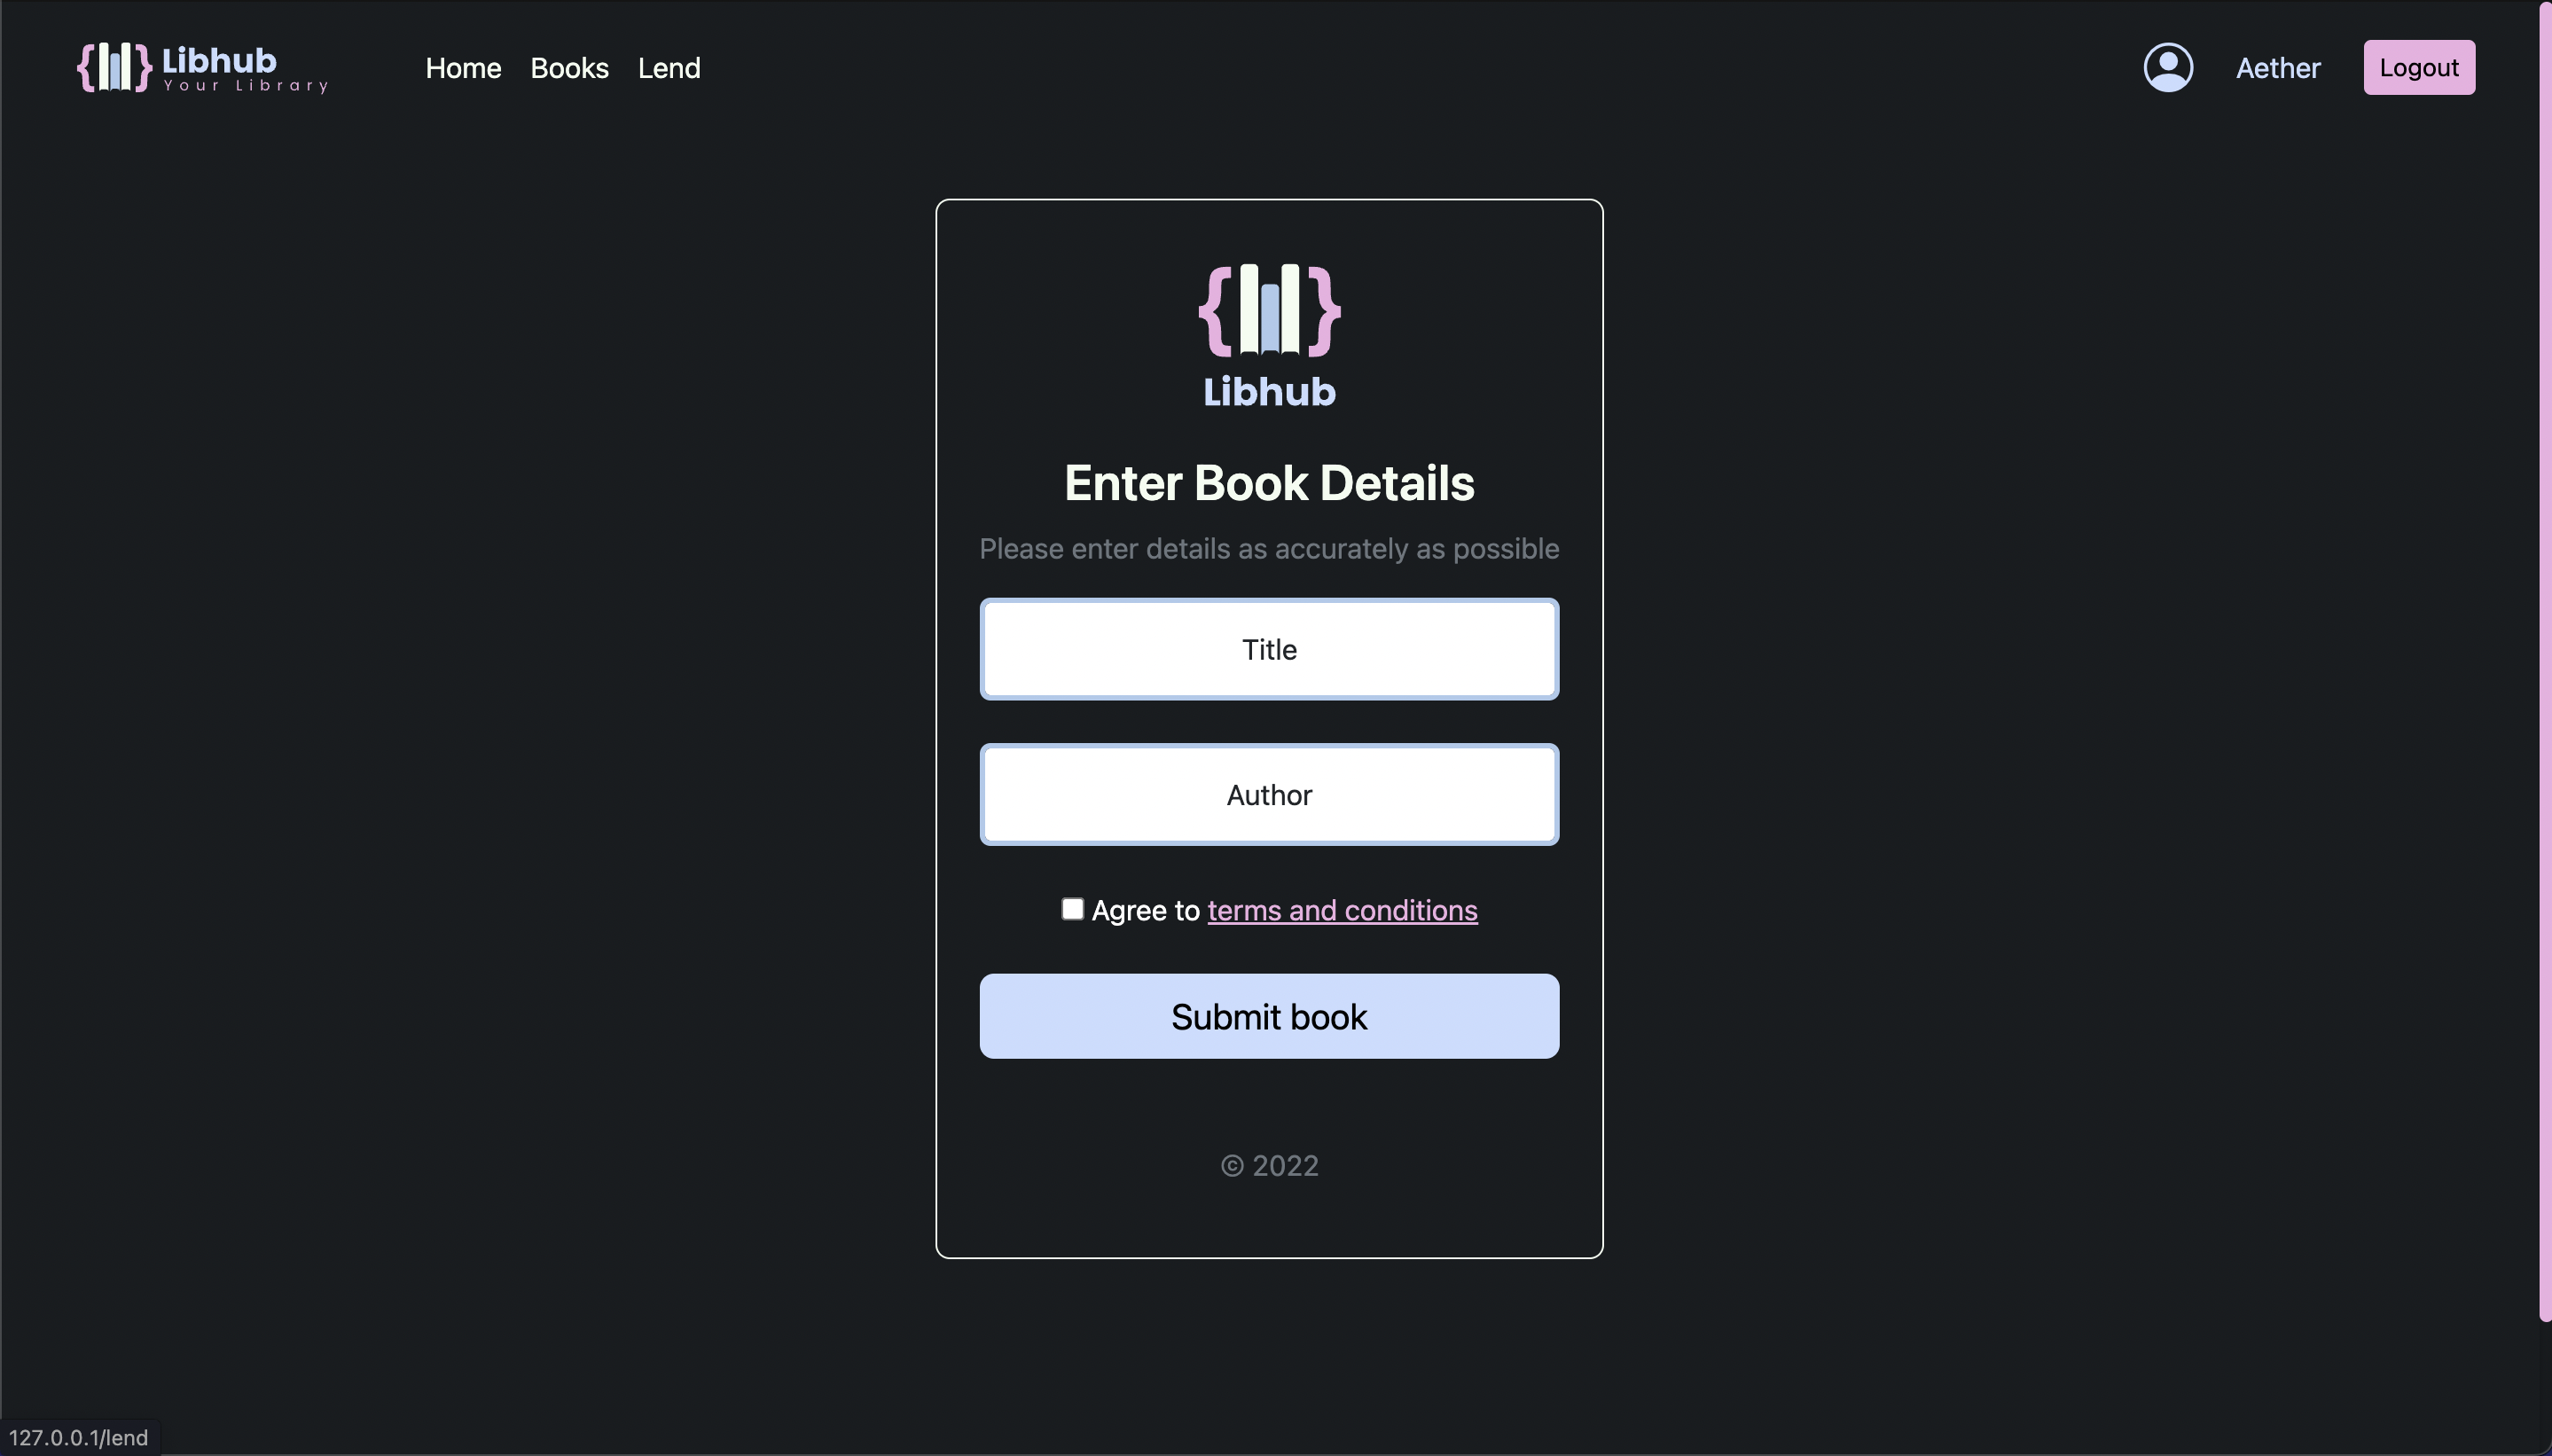 Libhub
Your Library
Home Books Lend
Aether
Logout
Libhub
Enter Book Details
Please enter details as accurately as possible
Title
Author
Agree to terms and conditions
Submit book
© 2022
127.0.0.1/lend